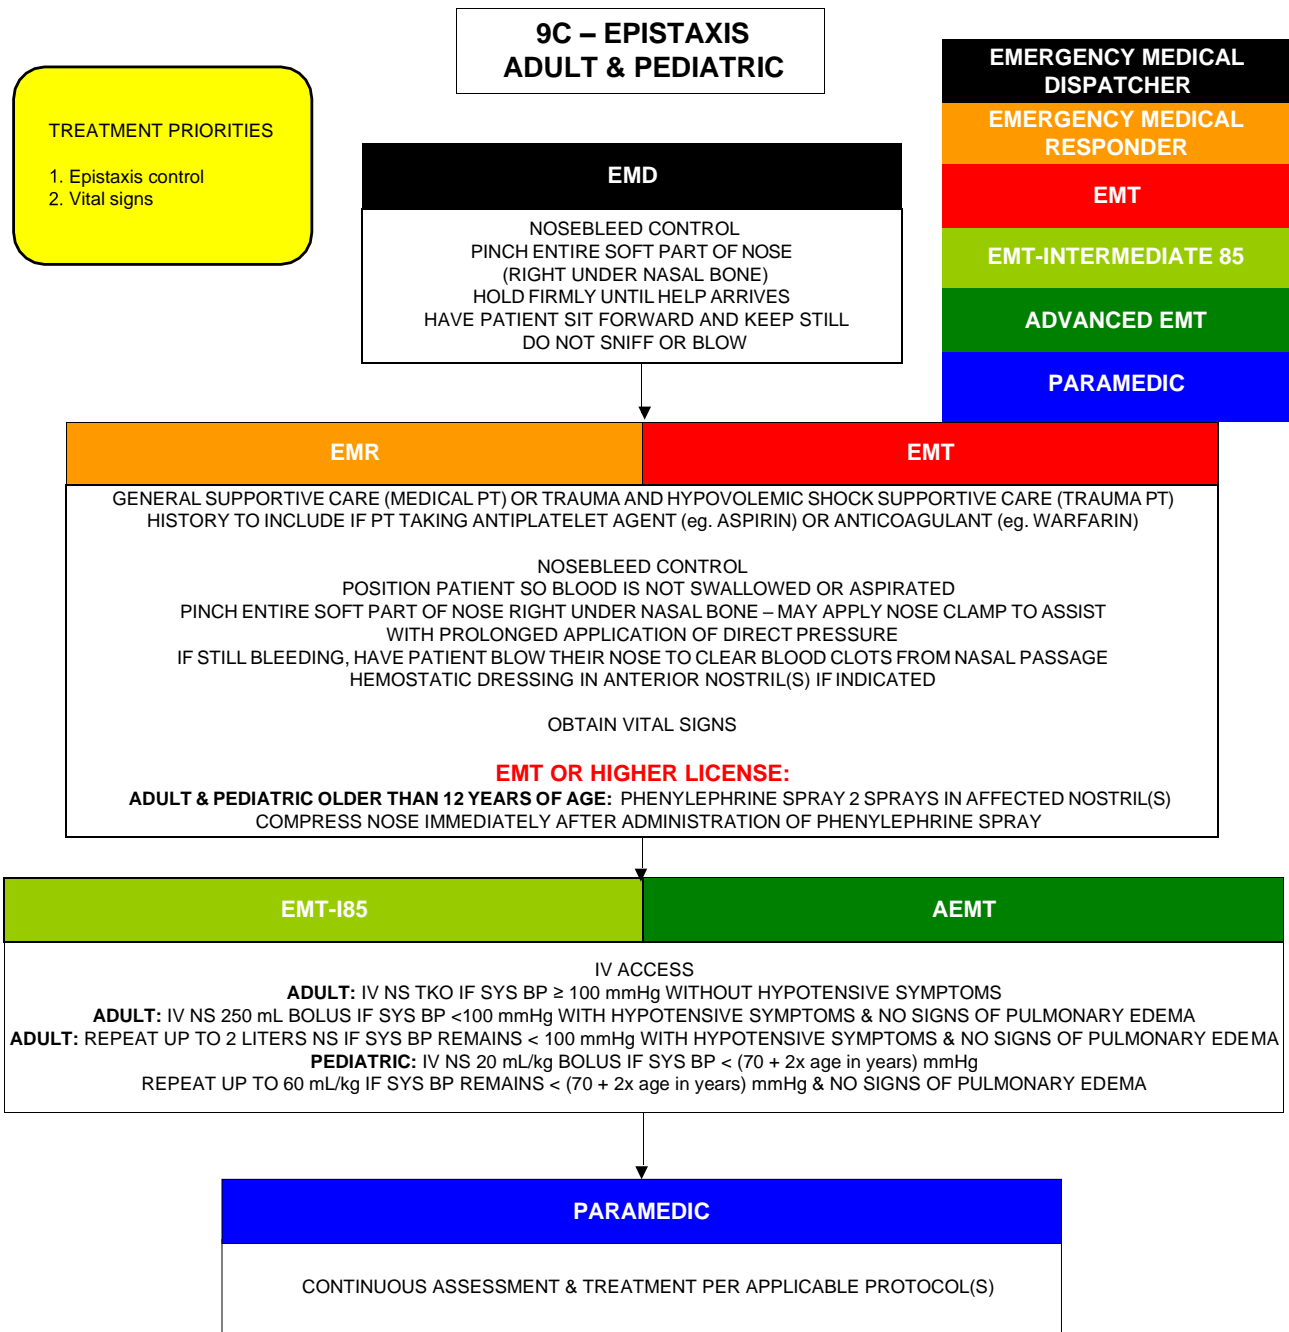 9C – EPISTAXIS
ADULT & PEDIATRIC
TREATMENT PRIORITIES
1. Epistaxis control
2. Vital signs
EMERGENCY MEDICAL
DISPATCHER
EMERGENCY MEDICAL
RESPONDER
EMT
EMT-INTERMEDIATE 85
ADVANCED EMT
PARAMEDIC
EMD
NOSEBLEED CONTROL
PINCH ENTIRE SOFT PART OF NOSE
(RIGHT UNDER NASAL BONE)
HOLD FIRMLY UNTIL HELP ARRIVES
HAVE PATIENT SIT FORWARD AND KEEP STILL
DO NOT SNIFF OR BLOW
EMR
EMT
GENERAL SUPPORTIVE CARE (MEDICAL PT) OR TRAUMA AND HYPOVOLEMIC SHOCK SUPPORTIVE CARE (TRAUMA PT)
HISTORY TO INCLUDE IF PT TAKING ANTIPLATELET AGENT (eg. ASPIRIN) OR ANTICOAGULANT (eg. WARFARIN)
NOSEBLEED CONTROL
POSITION PATIENT SO BLOOD IS NOT SWALLOWED OR ASPIRATED
PINCH ENTIRE SOFT PART OF NOSE RIGHT UNDER NASAL BONE – MAY APPLY NOSE CLAMP TO ASSIST
WITH PROLONGED APPLICATION OF DIRECT PRESSURE
IF STILL BLEEDING, HAVE PATIENT BLOW THEIR NOSE TO CLEAR BLOOD CLOTS FROM NASAL PASSAGE
HEMOSTATIC DRESSING IN ANTERIOR NOSTRIL(S) IF INDICATED
OBTAIN VITAL SIGNS
EMT OR HIGHER LICENSE:
ADULT & PEDIATRIC OLDER THAN 12 YEARS OF AGE: PHENYLEPHRINE SPRAY 2 SPRAYS IN AFFECTED NOSTRIL(S)
COMPRESS NOSE IMMEDIATELY AFTER ADMINISTRATION OF PHENYLEPHRINE SPRAY
EMT-I85
AEMT
IV ACCESS
ADULT: IV NS TKO IF SYS BP ≥ 100 mmHg WITHOUT HYPOTENSIVE SYMPTOMS
ADULT: IV NS 250 mL BOLUS IF SYS BP <100 mmHg WITH HYPOTENSIVE SYMPTOMS & NO SIGNS OF PULMONARY EDEMA
ADULT: REPEAT UP TO 2 LITERS NS IF SYS BP REMAINS < 100 mmHg WITH HYPOTENSIVE SYMPTOMS & NO SIGNS OF PULMONARY EDEMA
PEDIATRIC: IV NS 20 mL/kg BOLUS IF SYS BP < (70 + 2x age in years) mmHg
REPEAT UP TO 60 mL/kg IF SYS BP REMAINS < (70 + 2x age in years) mmHg & NO SIGNS OF PULMONARY EDEMA
PARAMEDIC
CONTINUOUS ASSESSMENT & TREATMENT PER APPLICABLE PROTOCOL(S)